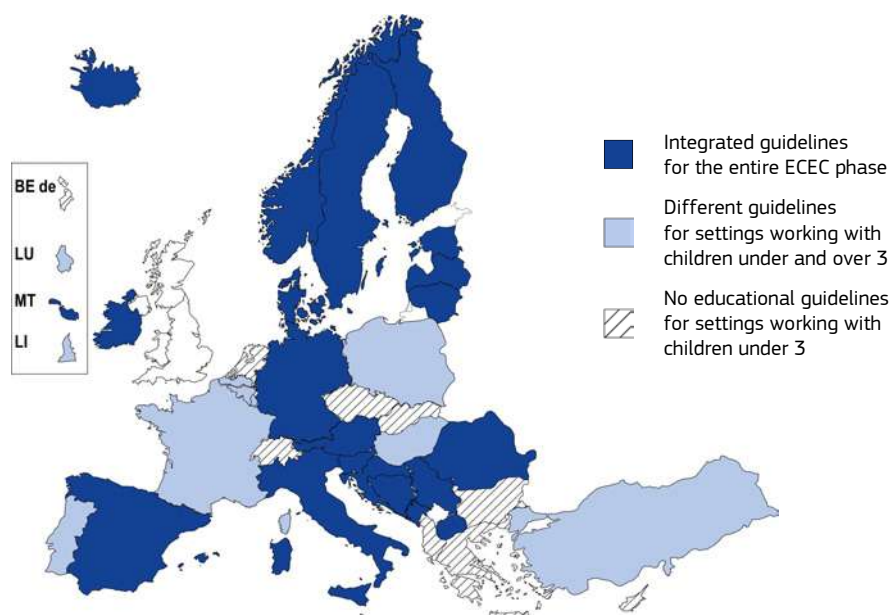 BE de
LU
MT
LI
Integrated guidelines
for the entire ECEC phase
Different guidelines
for settings working with
children under and over 3
No educational guidelines
for settings working with
children under 3